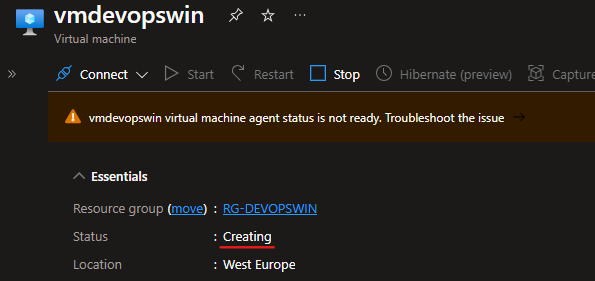 vmdevopswin
Virtual machine
Connect Start Restart Stop Hibernate (preview) Capture
vmdevopswin virtual machine agent status is not ready. Troubleshoot the issue →
Essentials
Resource group (move) : RG-DEVOPSWIN
Status : Creating
Location : West Europe